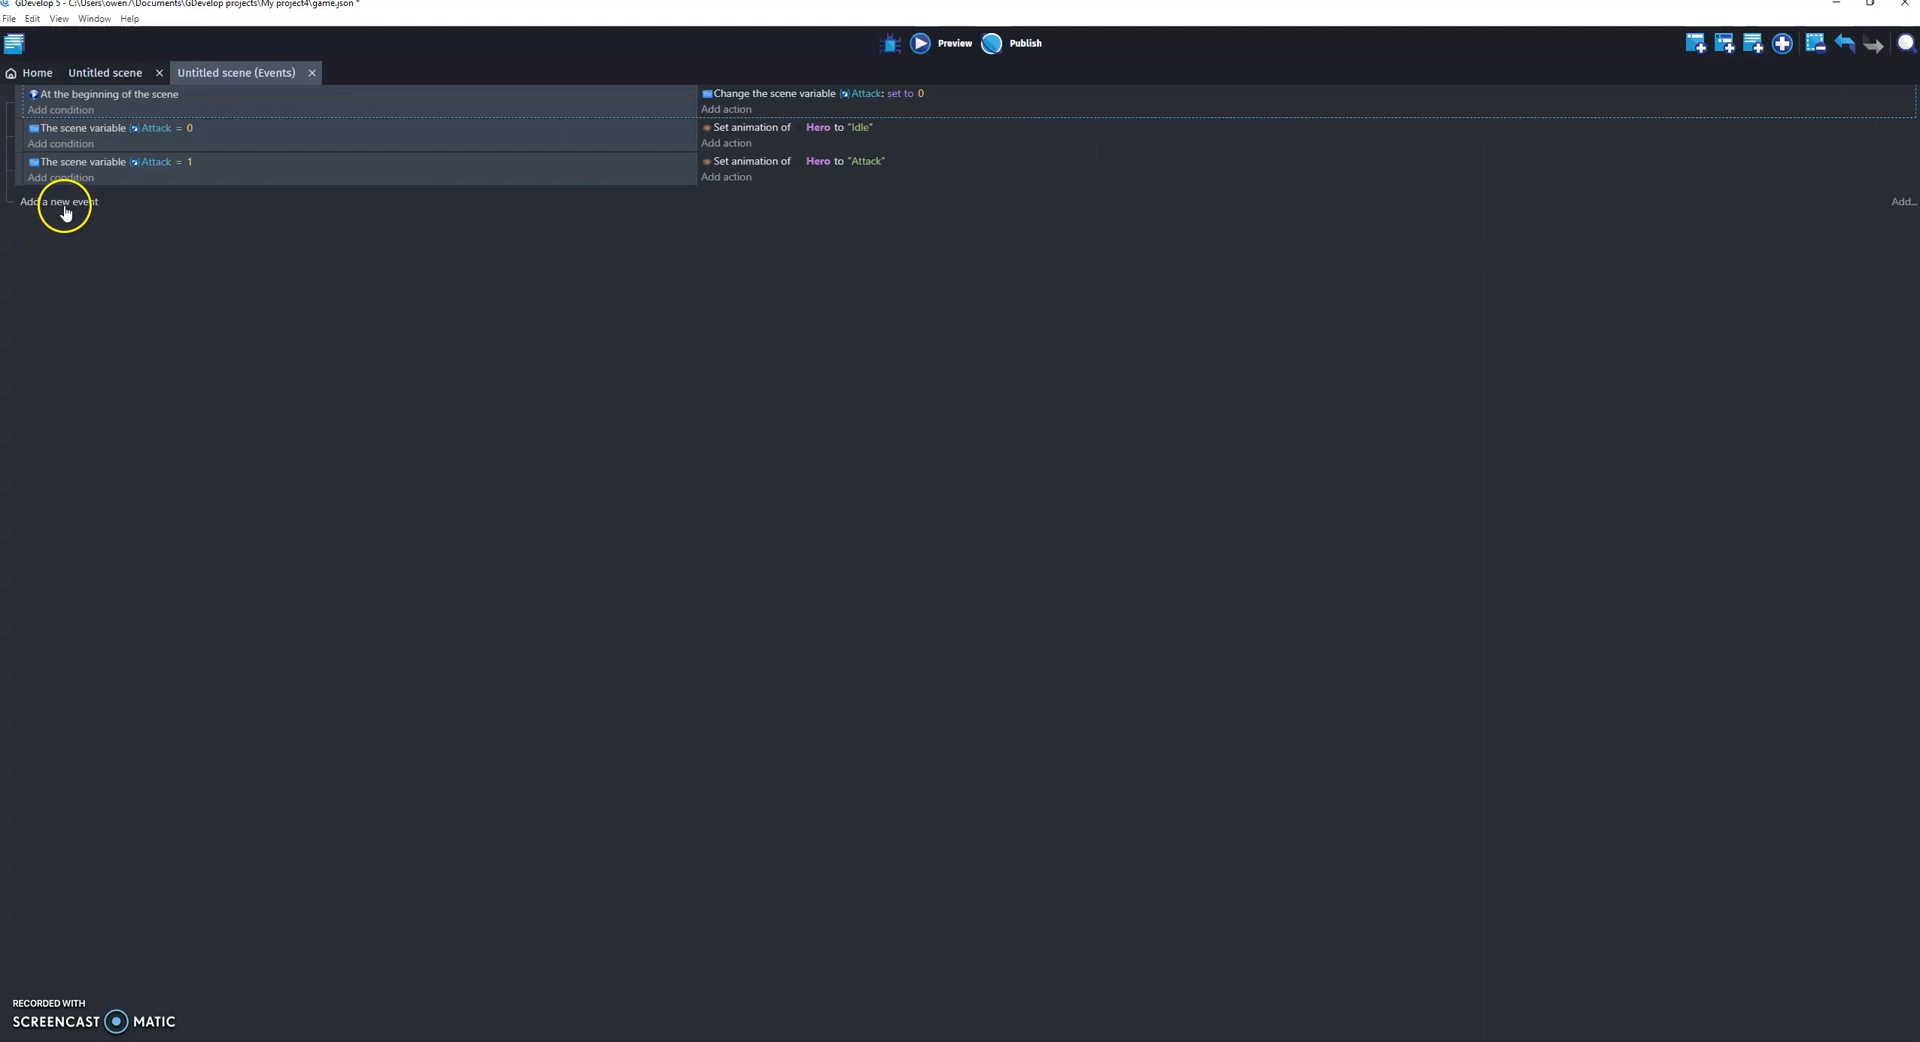 GDevelop 5 - C:\Users\owen7\Documents\GDevelop projects\My project4\game.json *
File Edit View Window Help
Preview Publish
Home Untitled scene × Untitled scene (Events) ×
At the beginning of the scene Change the scene variable Attack: set to 0
Add condition Add action
The scene variable Attack = 0 Set animation of Hero to "Idle"
Add condition Add action
The scene variable Attack = 1 Set animation of Hero to "Attack"
Add condition Add action
Add a new event Add...
RECORDED WITH
SCREENCAST MATIC